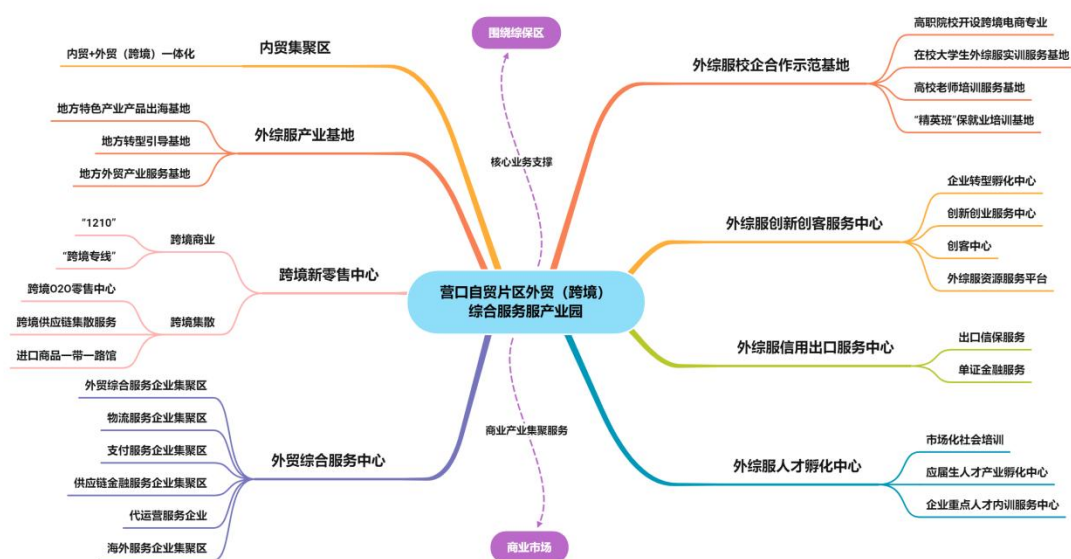 围绕综保区
核心业务支撑
营口自贸片区外贸（跨境）
综合服务服产业园
商业产业集聚服务
商业市场
内贸集聚区
内贸+外贸（跨境）一体化
外综服产业基地
地方特色产业产品出海基地
地方转型引导基地
地方外贸产业服务基地
跨境新零售中心
跨境商业
“1210”
“跨境专线”
跨境集散
跨境O2O零售中心
跨境供应链集散服务
进口商品一带一路馆
外贸综合服务中心
外贸综合服务企业集聚区
物流服务企业集聚区
支付服务企业集聚区
供应链金融服务企业集聚区
代运营服务企业
海外服务企业集聚区
外综服校企合作示范基地
高职院校开设跨境电商专业
在校大学生外综服实训服务基地
高校老师培训服务基地
“精英班”保就业培训基地
外综服创新创客服务中心
企业转型孵化中心
创新创业服务中心
创客中心
外综服资源服务平台
外综服信用出口服务中心
出口信保服务
单证金融服务
外综服人才孵化中心
市场化社会培训
应届生人才产业孵化中心
企业重点人才内训服务中心